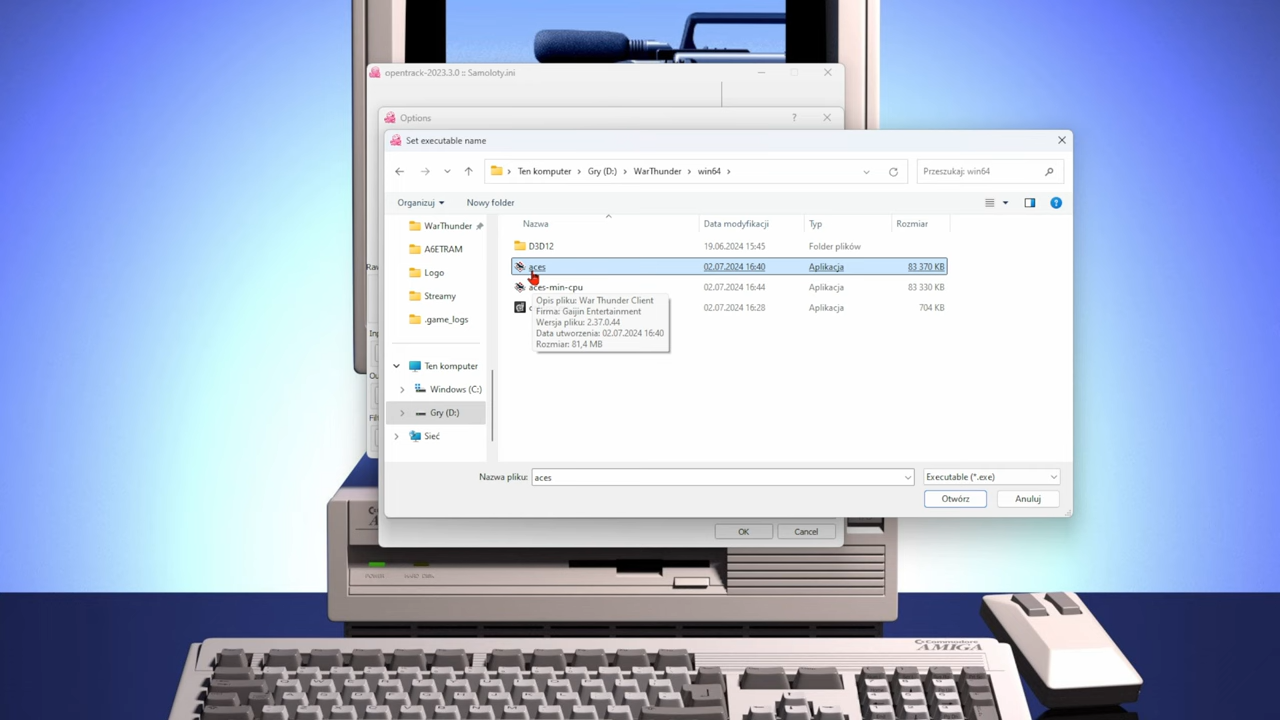 opentrack-2023.3.0 :: Samoloty.ini
Options
Set executable name
Ten komputer > Gry (D:) > WarThunder > win64 >
Przeszukaj: win64
Organizuj
Nowy folder
Nazwa
Data modyfikacji
Typ
Rozmiar
WarThunder
A6ETRAM
Logo
Streamy
.game_logs
Ten komputer
Windows (C:)
Gry (D:)
Sieć
D3D12 19.06.2024 15:45 Folder plików
aces 02.07.2024 16:40 Aplikacja 83 370 KB
aces-min-cpu 02.07.2024 16:44 Aplikacja 83 330 KB
02.07.2024 16:28 Aplikacja 704 KB
Opis pliku: War Thunder Client
Firma: Gaijin Entertainment
Wersja pliku: 2.37.0.44
Data utworzenia: 02.07.2024 16:40
Rozmiar: 81,4 MB
Nazwa pliku: aces
Executable (*.exe)
Otwórz
Anuluj
OK
Cancel
Commodore
AMIGA